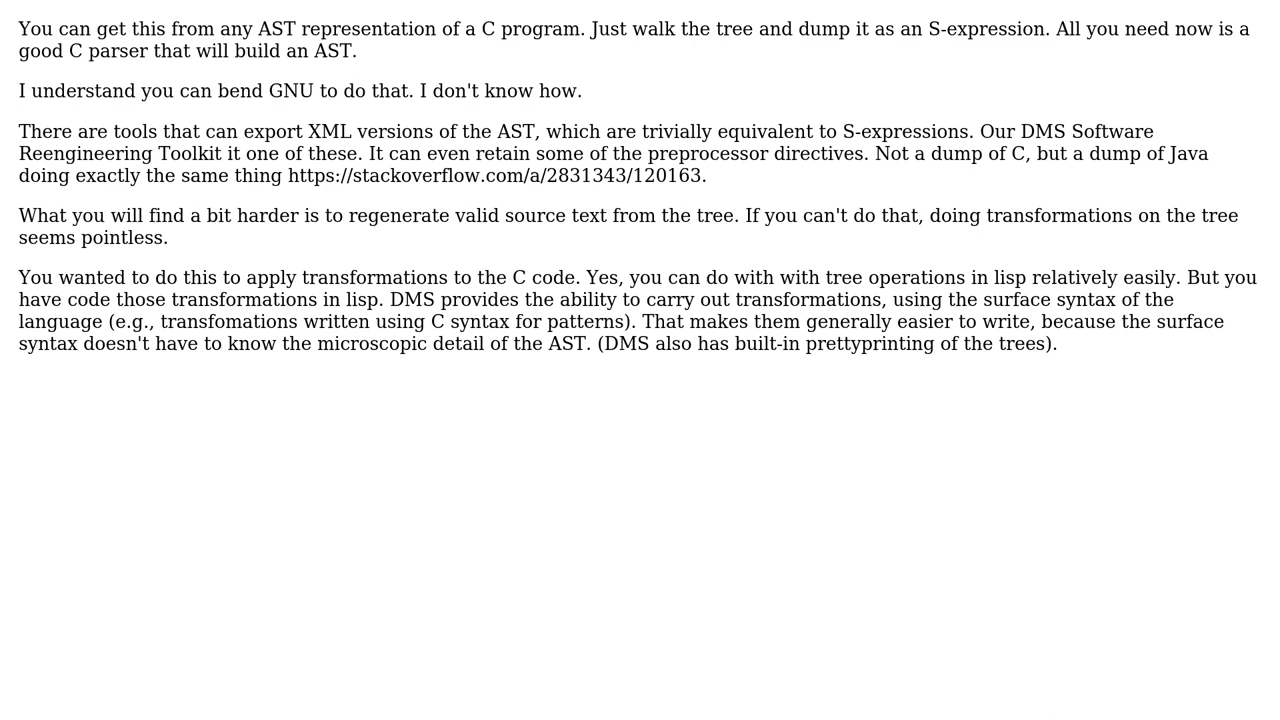 You can get this from any AST representation of a C program. Just walk the tree and dump it as an S-expression. All you need now is a
good C parser that will build an AST.
I understand you can bend GNU to do that. I don't know how.
There are tools that can export XML versions of the AST, which are trivially equivalent to S-expressions. Our DMS Software
Reengineering Toolkit it one of these. It can even retain some of the preprocessor directives. Not a dump of C, but a dump of Java
doing exactly the same thing https://stackoverflow.com/a/2831343/120163.
What you will find a bit harder is to regenerate valid source text from the tree. If you can't do that, doing transformations on the tree
seems pointless.
You wanted to do this to apply transformations to the C code. Yes, you can do with with tree operations in lisp relatively easily. But you
have code those transformations in lisp. DMS provides the ability to carry out transformations, using the surface syntax of the
language (e.g., transfomations written using C syntax for patterns). That makes them generally easier to write, because the surface
syntax doesn't have to know the microscopic detail of the AST. (DMS also has built-in prettyprinting of the trees).